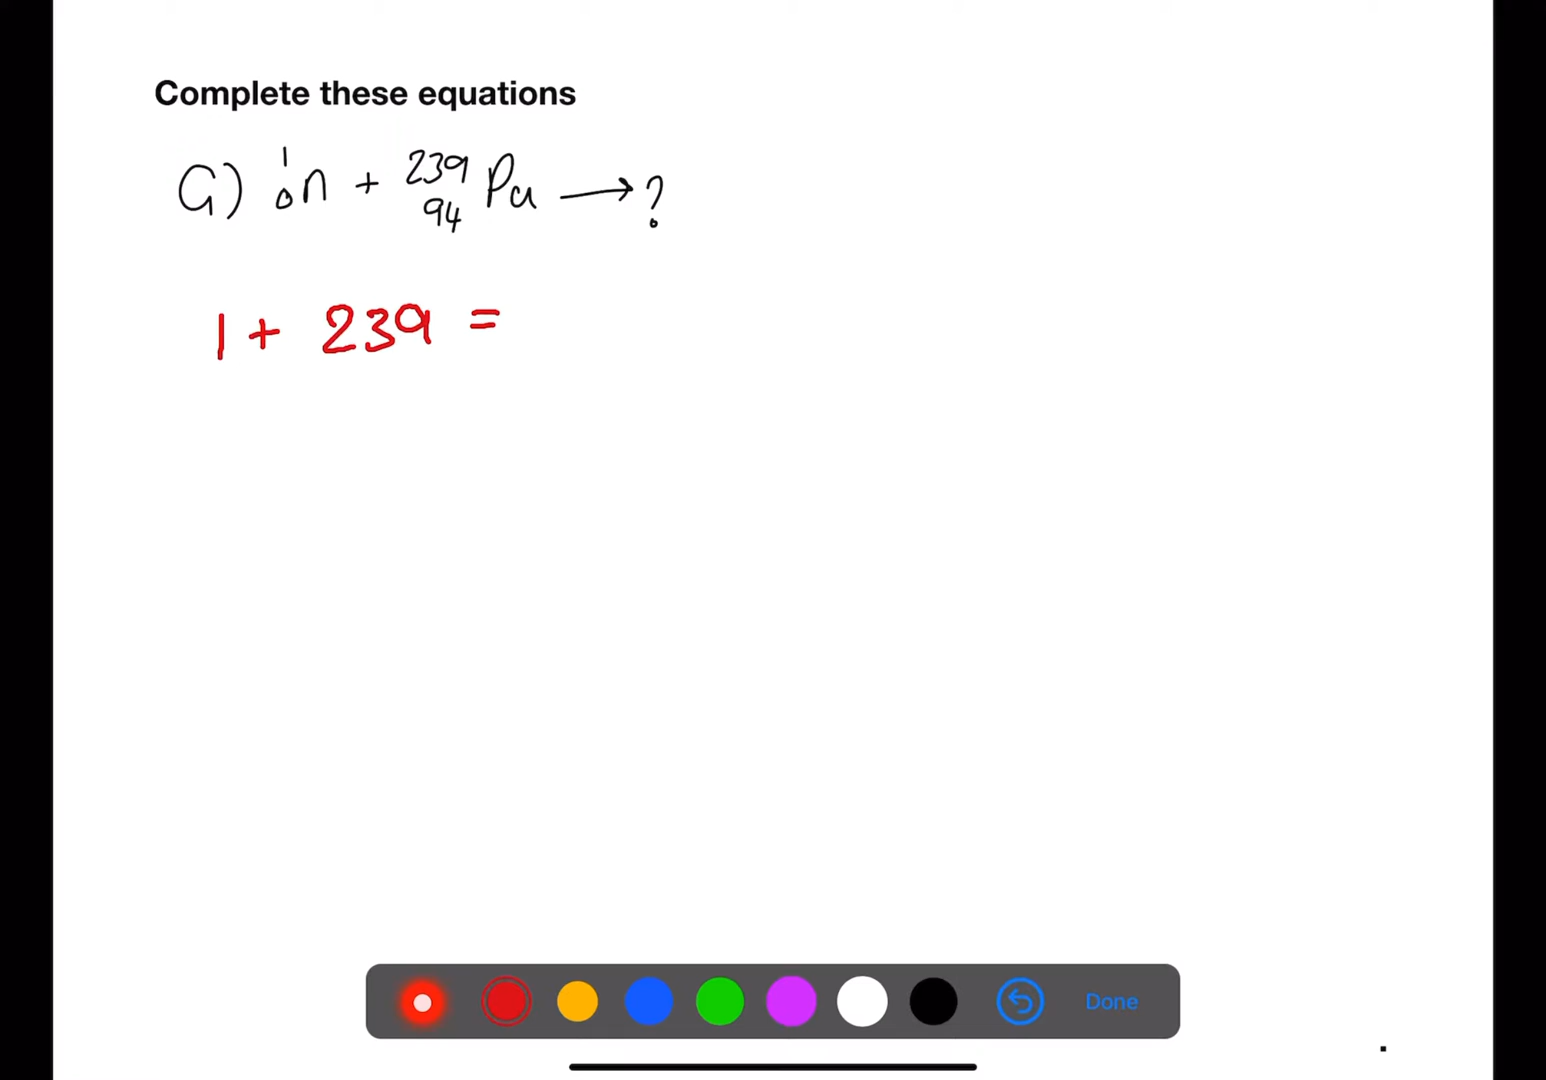 Complete these equations
G) ¹₀n + ²³⁹₉₄Pu ⟶ ?
1 + 239 =
Done